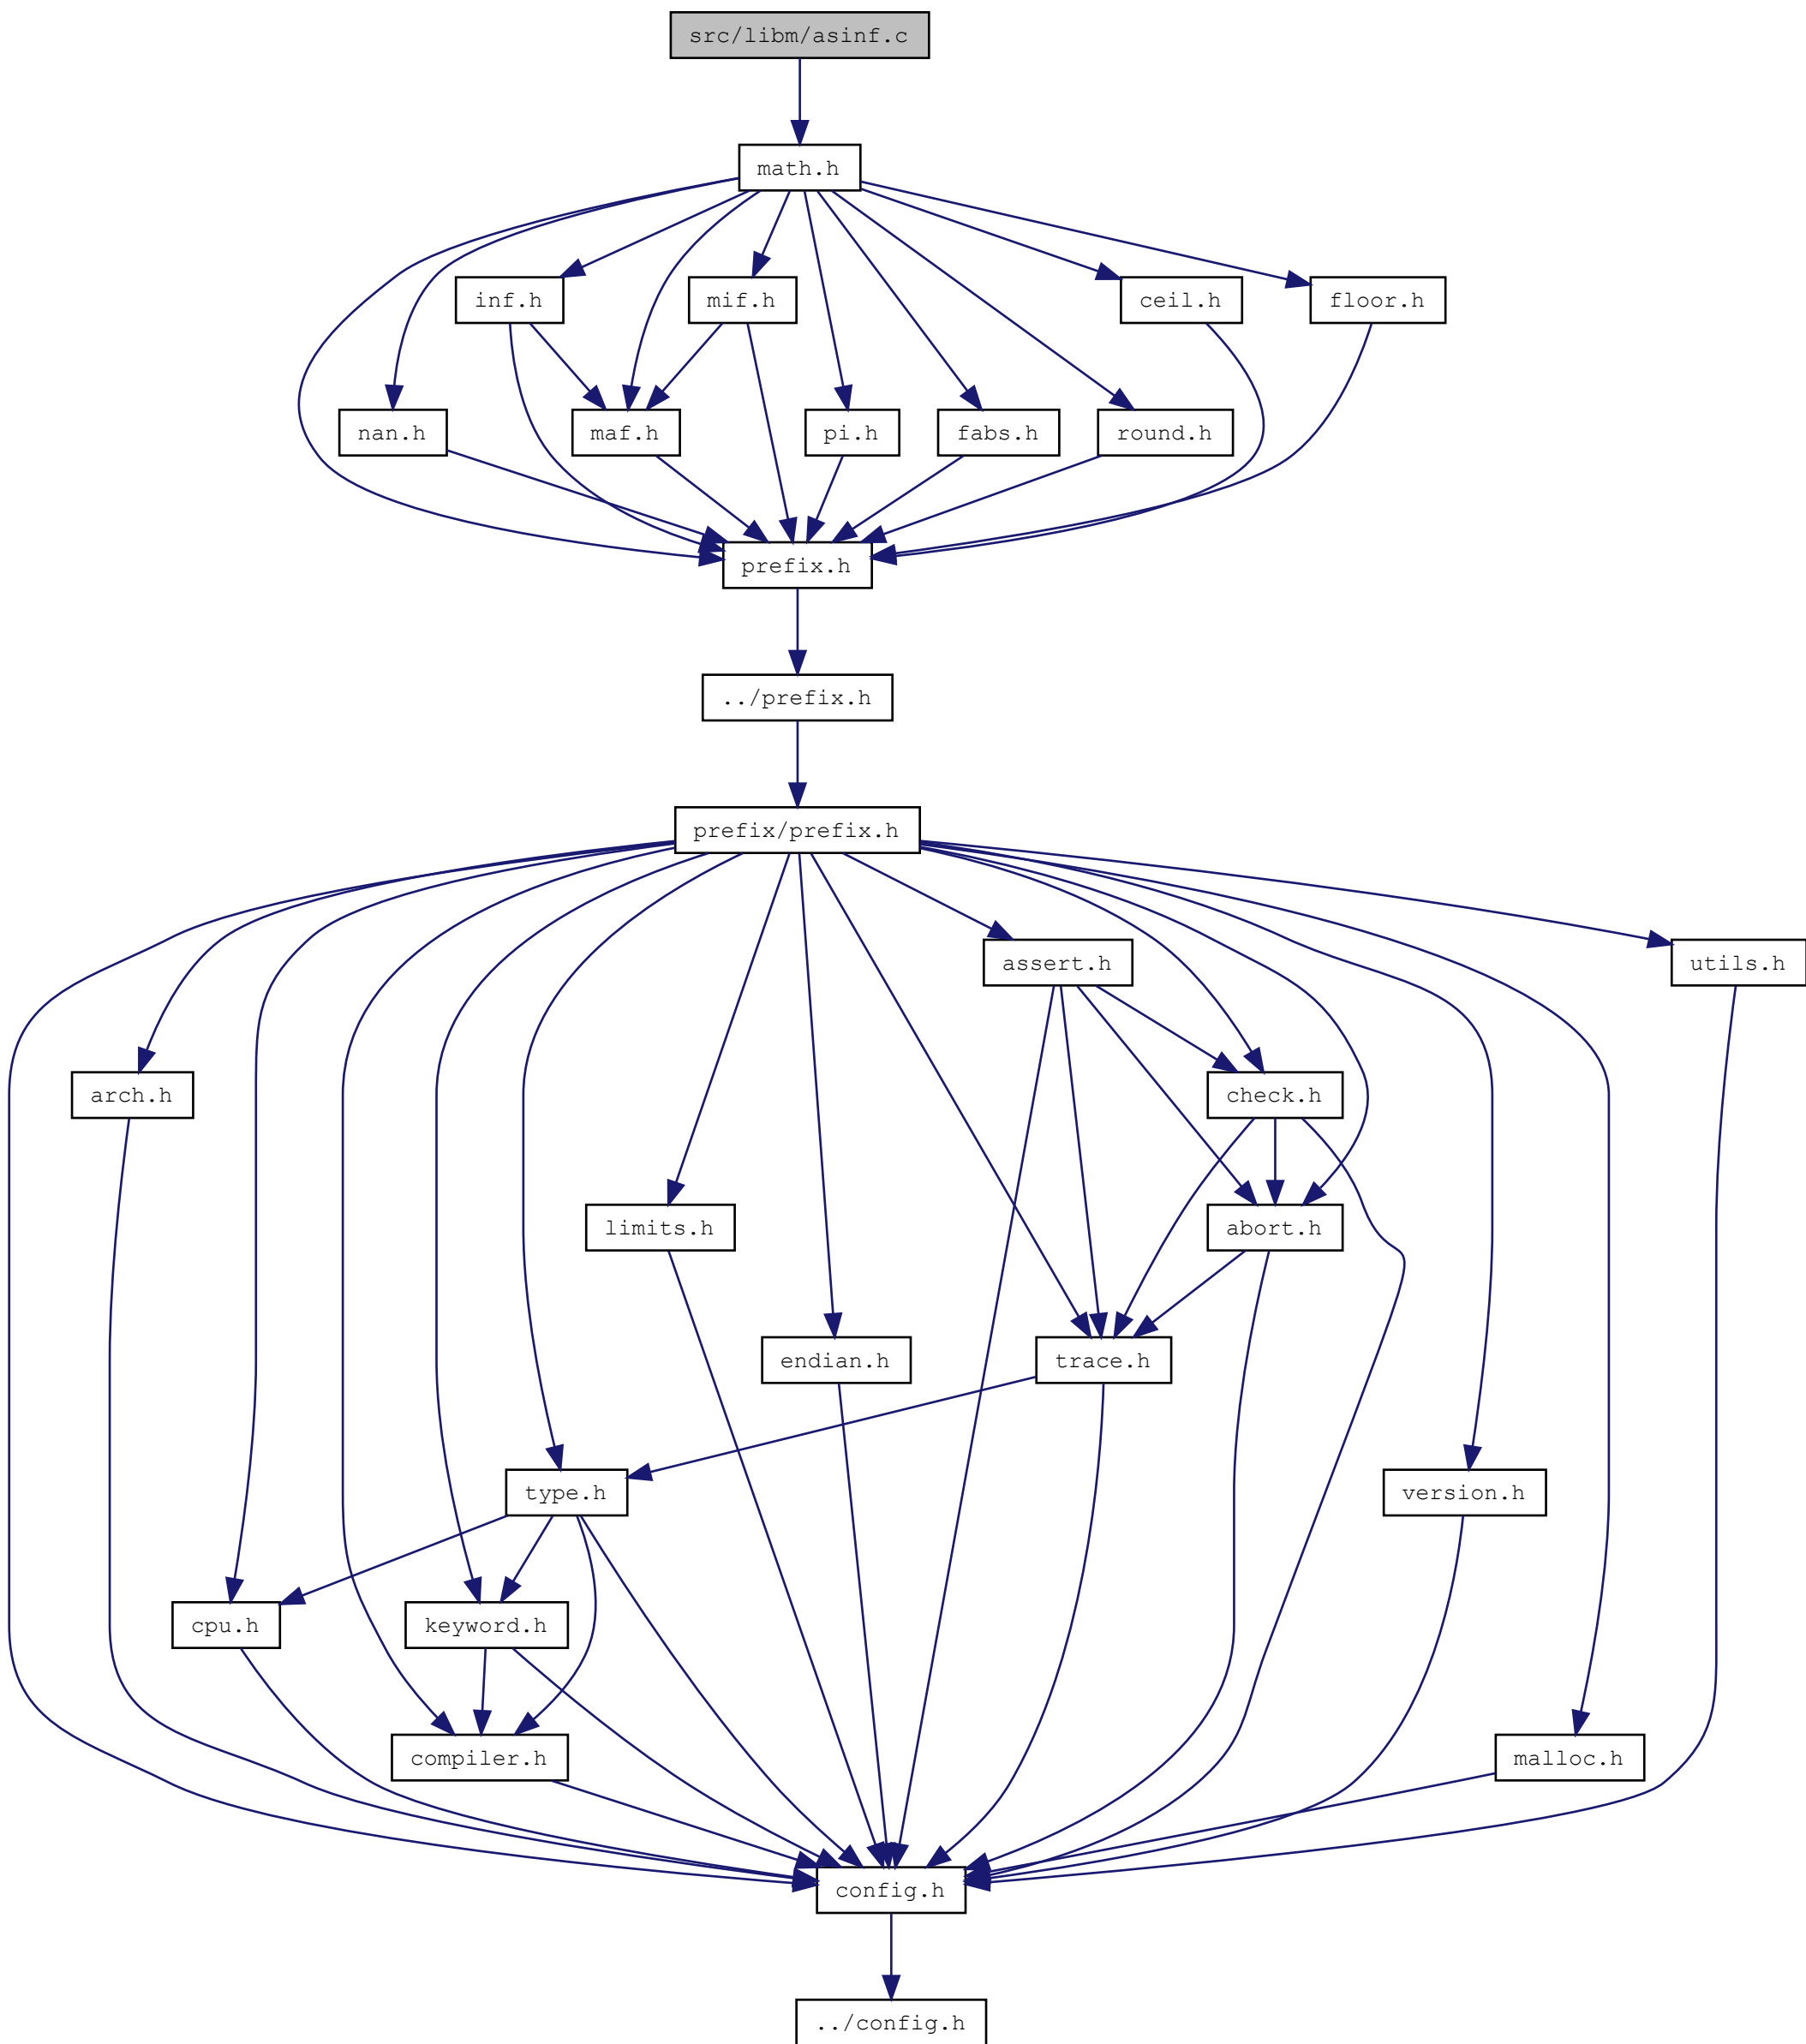 src/libm/asinf.c
math.h
inf.h
mif.h
ceil.h
floor.h
nan.h
maf.h
pi.h
fabs.h
round.h
prefix.h
../prefix.h
prefix/prefix.h
assert.h
utils.h
arch.h
check.h
limits.h
abort.h
endian.h
trace.h
type.h
version.h
cpu.h
keyword.h
compiler.h
malloc.h
config.h
../config.h